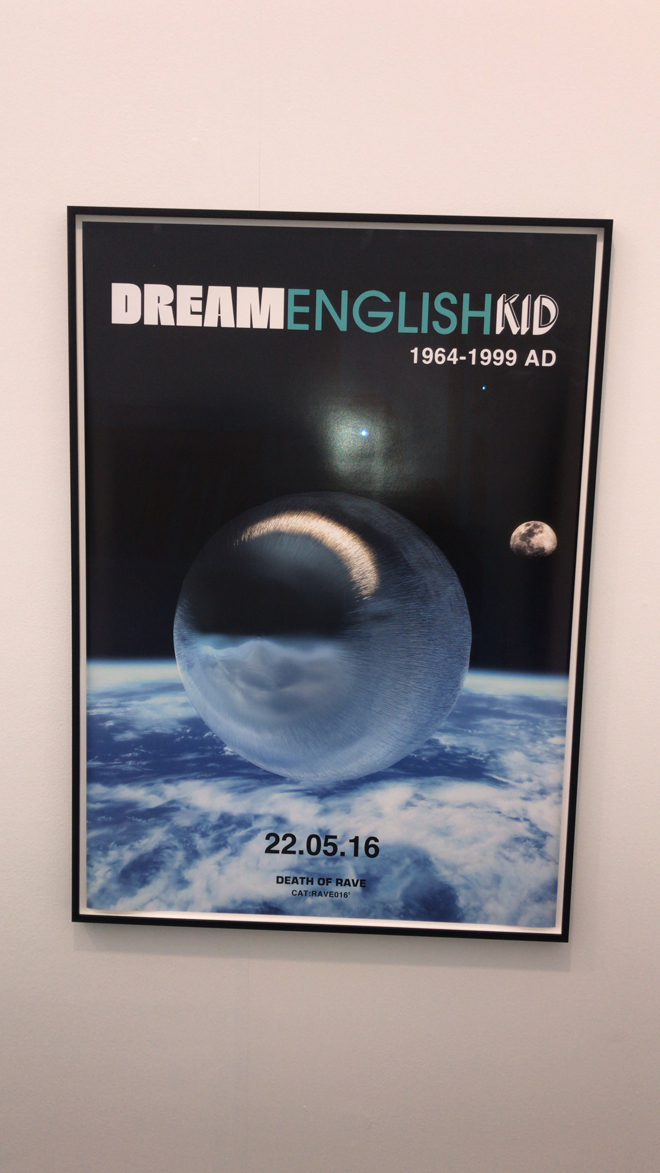 DREAMENGLISHKID
1964-1999 AD
22.05.16
DEATH OF RAVE
CAT:RAVE016'